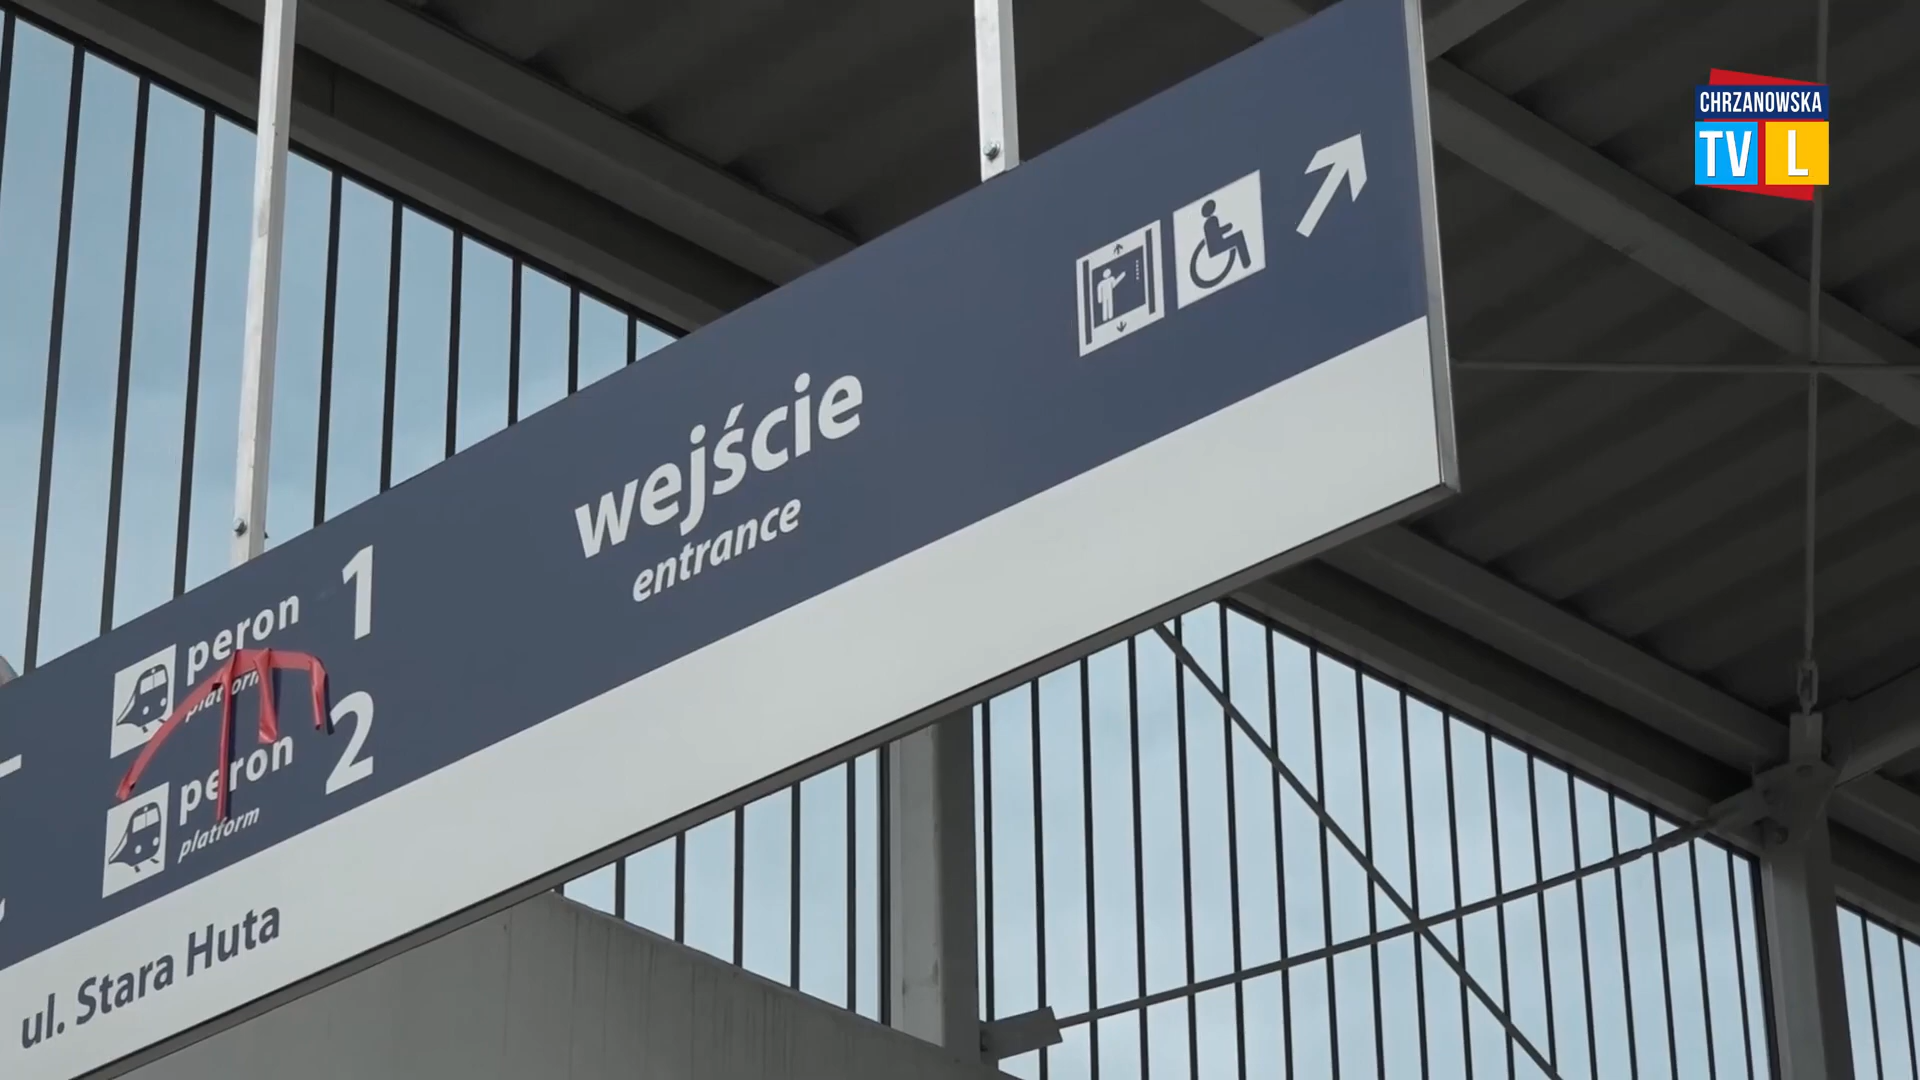 peron 1
platform
peron 2
platform
ul. Stara Huta
wejście
entrance
CHRZANOWSKA
TV L